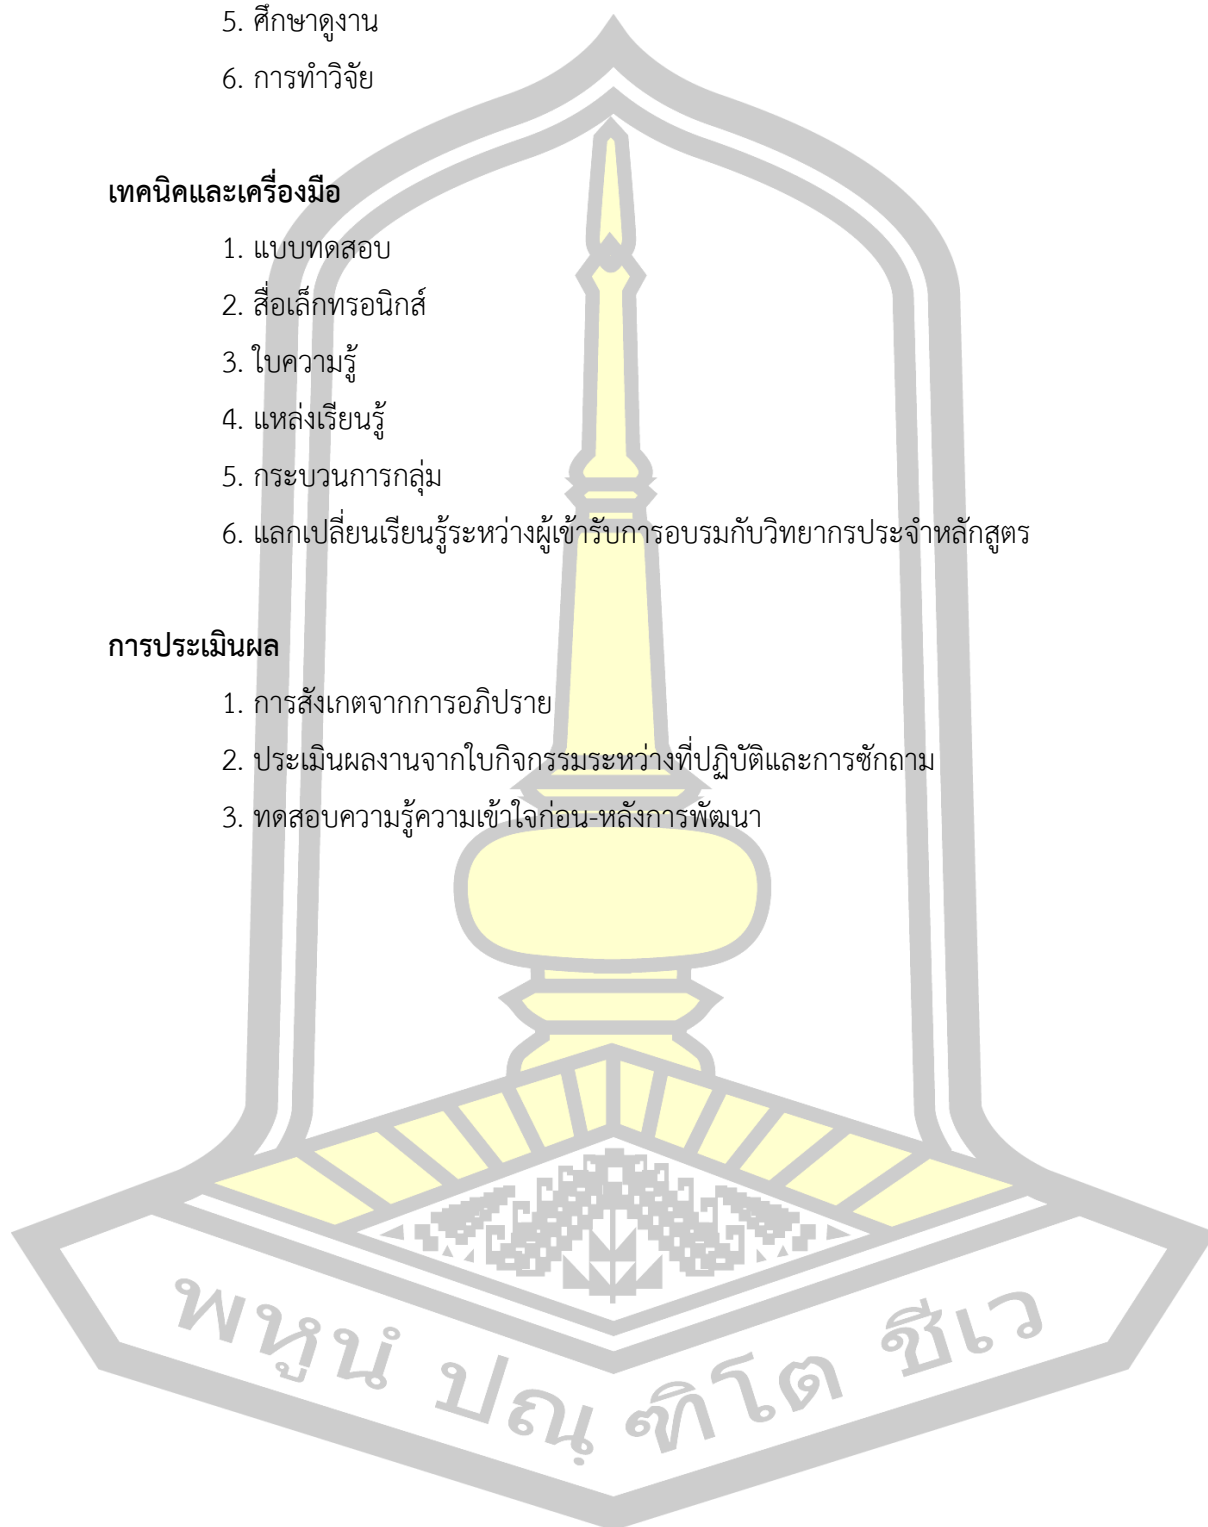 5. ศึกษาดูงาน
6. การทำวิจัย
เทคนิคและเครื่องมือ
1. แบบทดสอบ
2. สื่อเล็กทรอนิกส์
3. ใบความรู้
4. แหล่งเรียนรู้
5. กระบวนการกลุ่ม
6. แลกเปลี่ยนเรียนรู้ระหว่างผู้เข้ารับการอบรมกับวิทยากรประจำหลักสูตร
การประเมินผล
1. การสังเกตจากการอภิปราย
2. ประเมินผลงานจากใบกิจกรรมระหว่างที่ปฏิบัติและการซักถาม
3. ทดสอบความรู้ความเข้าใจก่อน-หลังการพัฒนา
พหูนํ ปณฺ ฑิโต ชีเว